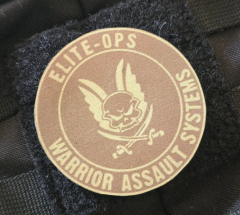 ELITE-OPS
WARRIOR ASSAULT SYSTEMS